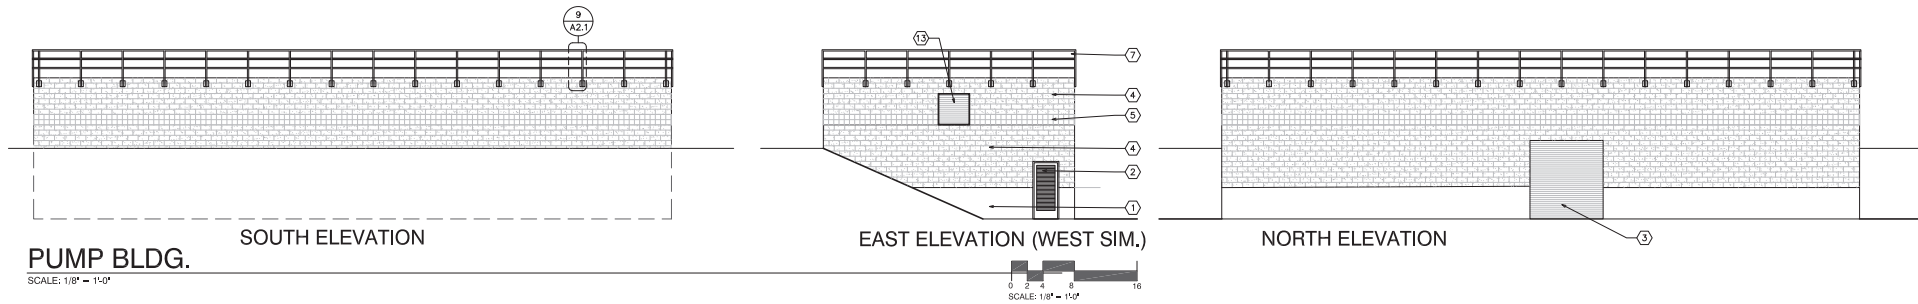 9
A2.1
13
7
4
5
4
2
1
3
SOUTH ELEVATION
EAST ELEVATION (WEST SIM.)
NORTH ELEVATION
PUMP BLDG.
SCALE: 1/8" = 1'-0"
0 2 4 8 16
SCALE: 1/8" = 1'-0"